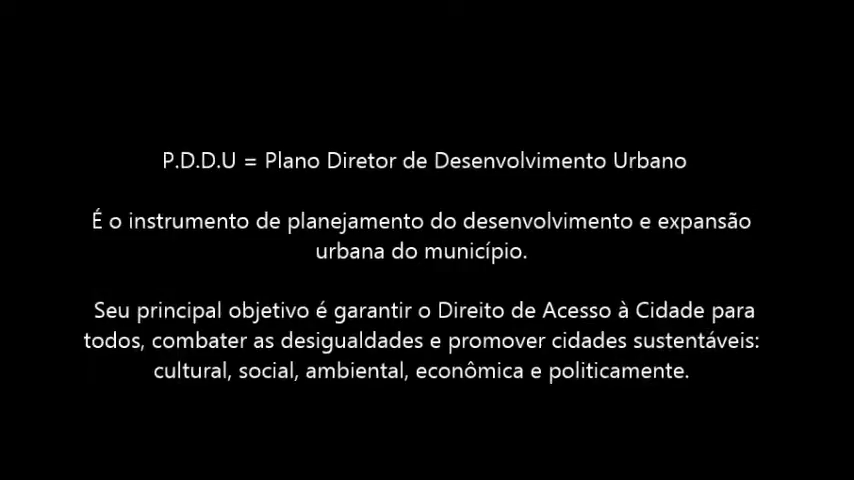 P.D.D.U = Plano Diretor de Desenvolvimento Urbano
É o instrumento de planejamento do desenvolvimento e expansão
urbana do município.
Seu principal objetivo é garantir o Direito de Acesso à Cidade para
todos, combater as desigualdades e promover cidades sustentáveis:
cultural, social, ambiental, econômica e politicamente.